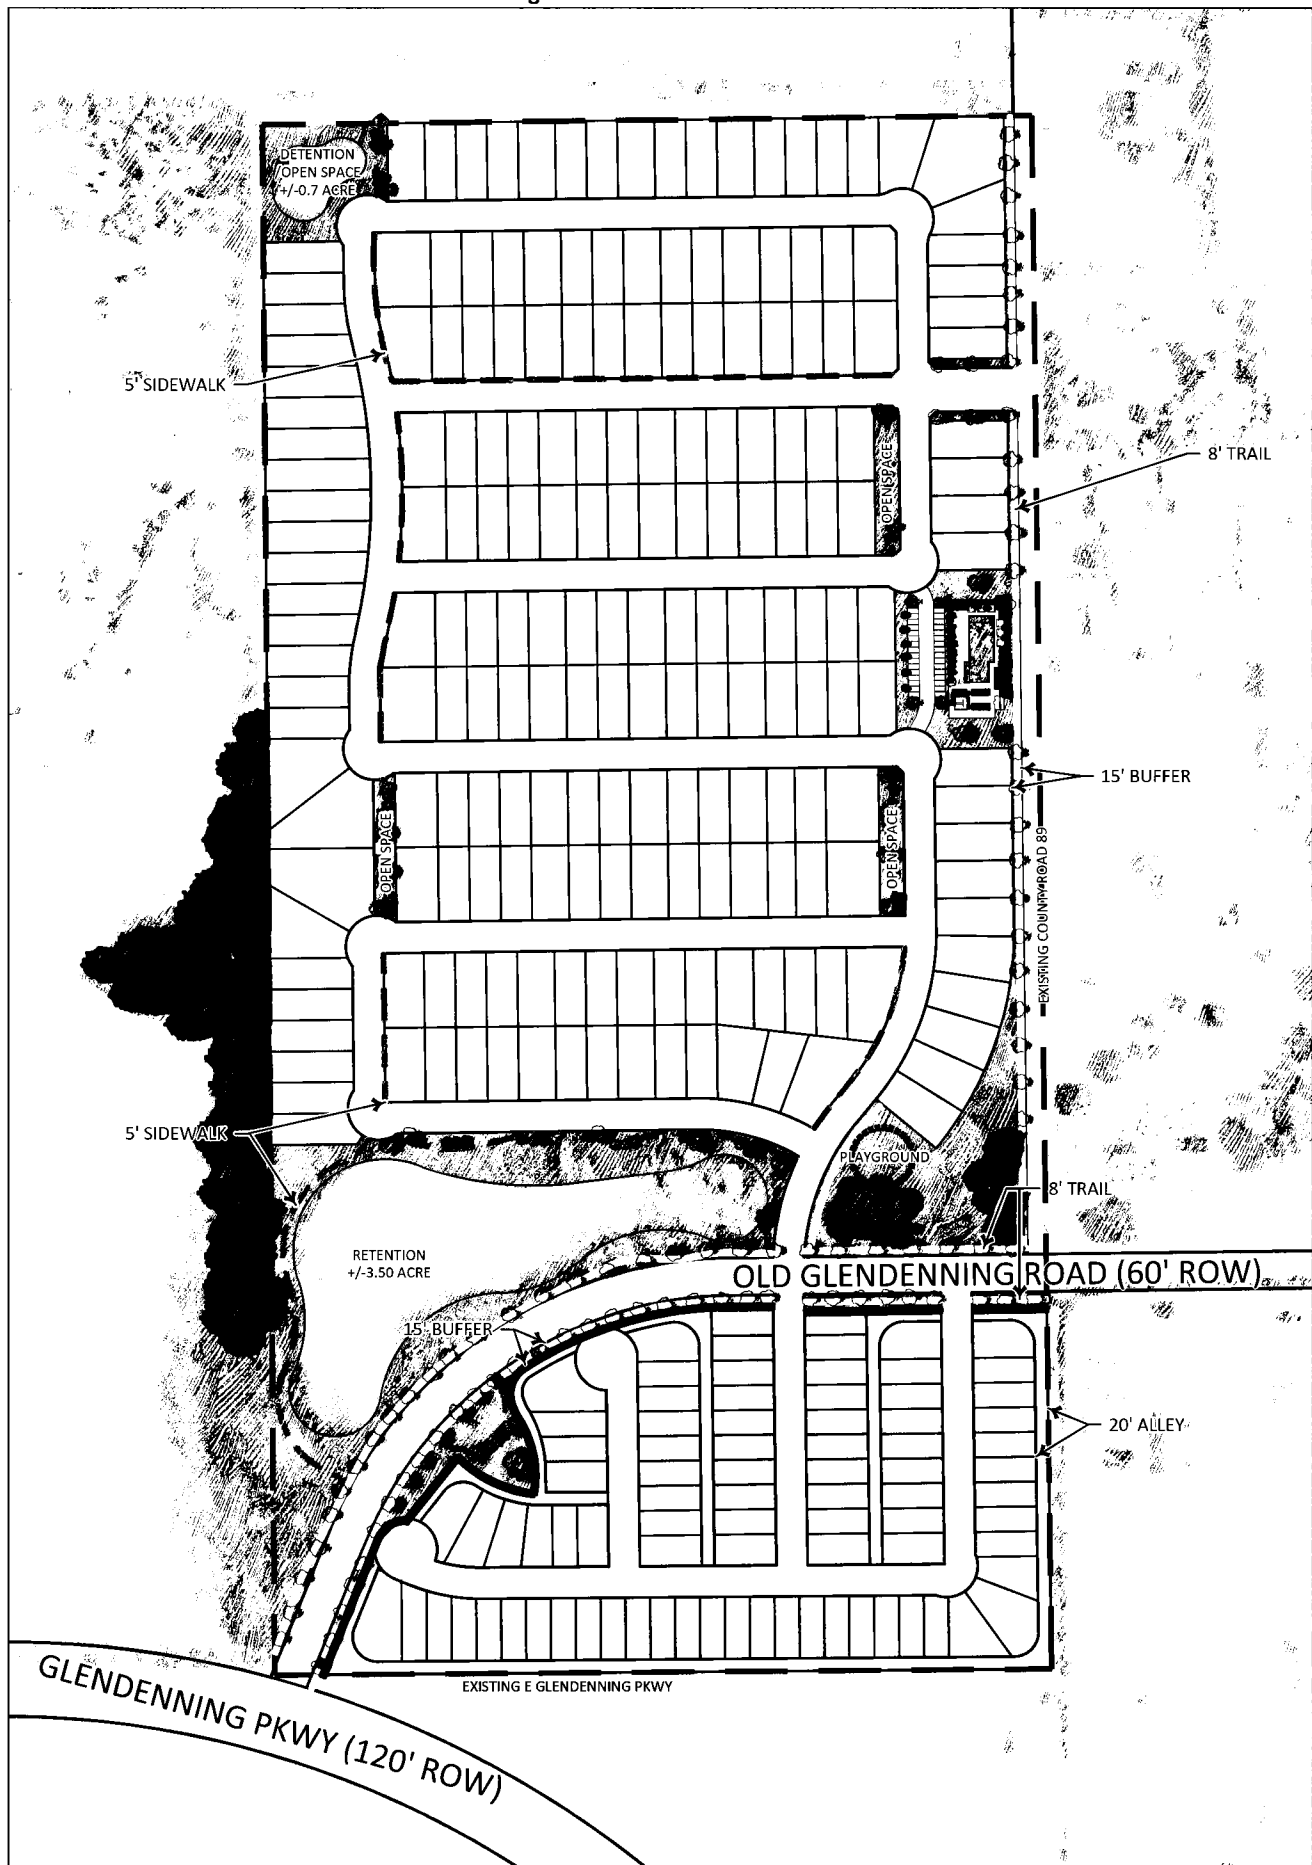 DETENTION
OPEN SPACE
+/-0.7 ACRE
5' SIDEWALK
OPEN SPACE
8' TRAIL
15' BUFFER
OPEN SPACE
OPEN SPACE
EXISTING COUNTY ROAD 89
5' SIDEWALK
PLAYGROUND
8' TRAIL
RETENTION
+/-3.50 ACRE
OLD GLENDENNING ROAD (60' ROW)
15' BUFFER
20' ALLEY
EXISTING E GLENDENNING PKWY
GLENDENNING PKWY (120' ROW)